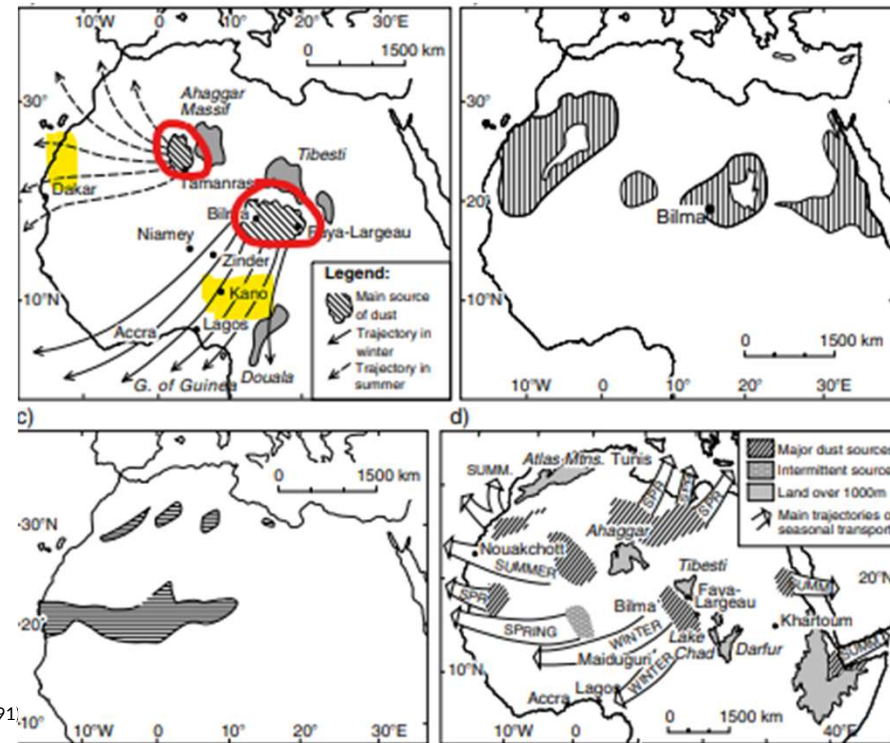 10°W 0 10° 20° 30°E
0 1500 km
30°
Ahaggar
Massif
Tibesti
Dakar
Tamanras
Bilma
Faya-Largeau
Niamey
Zinder
10°N
Kano
Accra
Lagos
G. of Guinea
Douala
Legend:
Main source
of dust
Trajectory in
winter
Trajectory in
summer
30°
20°
Bilma
10°N
0 1500 km
10°W 0 10° 20° 30°E
c)
0 1500 km
30°N
20°
10°
10°W 0 10° 20° 30°E
91)
d)
Major dust sources
Intermittent source
Land over 1000m
Main trajectories o
seasonal transport
SUMM.
Atlas Mtns.
Tunis
SPR
SPR
SPR
Ahaggar
Nouakchott
SUMMER
Tibesti
Faya-
Largeau
SUMM
20°N
SPR
Bilma
Khartoum
SPRING
WINTER
Lake
Chad
Darfur
SUMM
10°N
Maiduguri
WINTER
Lagos
Accra
0 1500 km
10°W 0 40°E